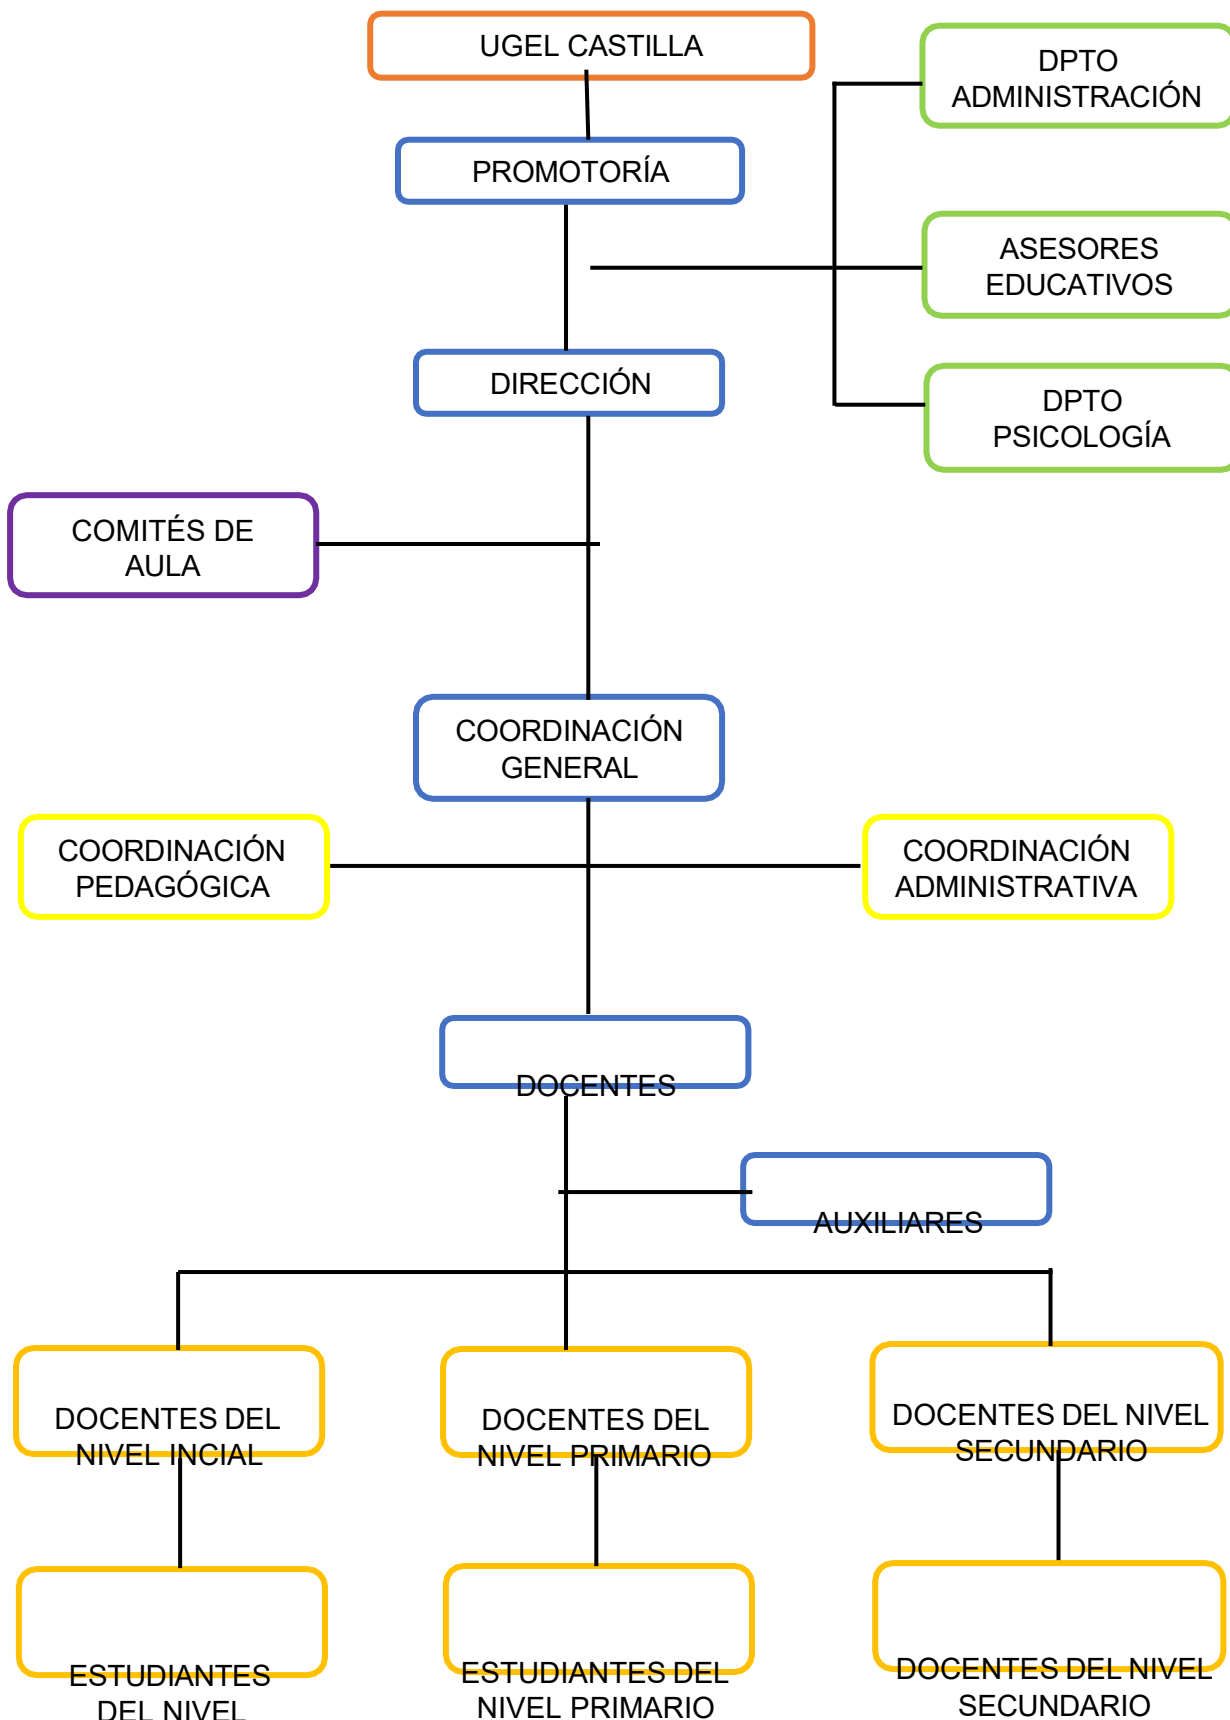 UGEL CASTILLA
DPTO
ADMINISTRACIÓN
PROMOTORÍA
ASESORES
EDUCATIVOS
DIRECCIÓN
DPTO
PSICOLOGÍA
COMITÉS DE
AULA
COORDINACIÓN
GENERAL
COORDINACIÓN
PEDAGÓGICA
COORDINACIÓN
ADMINISTRATIVA
DOCENTES
AUXILIARES
DOCENTES DEL
NIVEL INCIAL
DOCENTES DEL
NIVEL PRIMARIO
DOCENTES DEL NIVEL
SECUNDARIO
ESTUDIANTES
DEL NIVEL
ESTUDIANTES DEL
NIVEL PRIMARIO
DOCENTES DEL NIVEL
SECUNDARIO